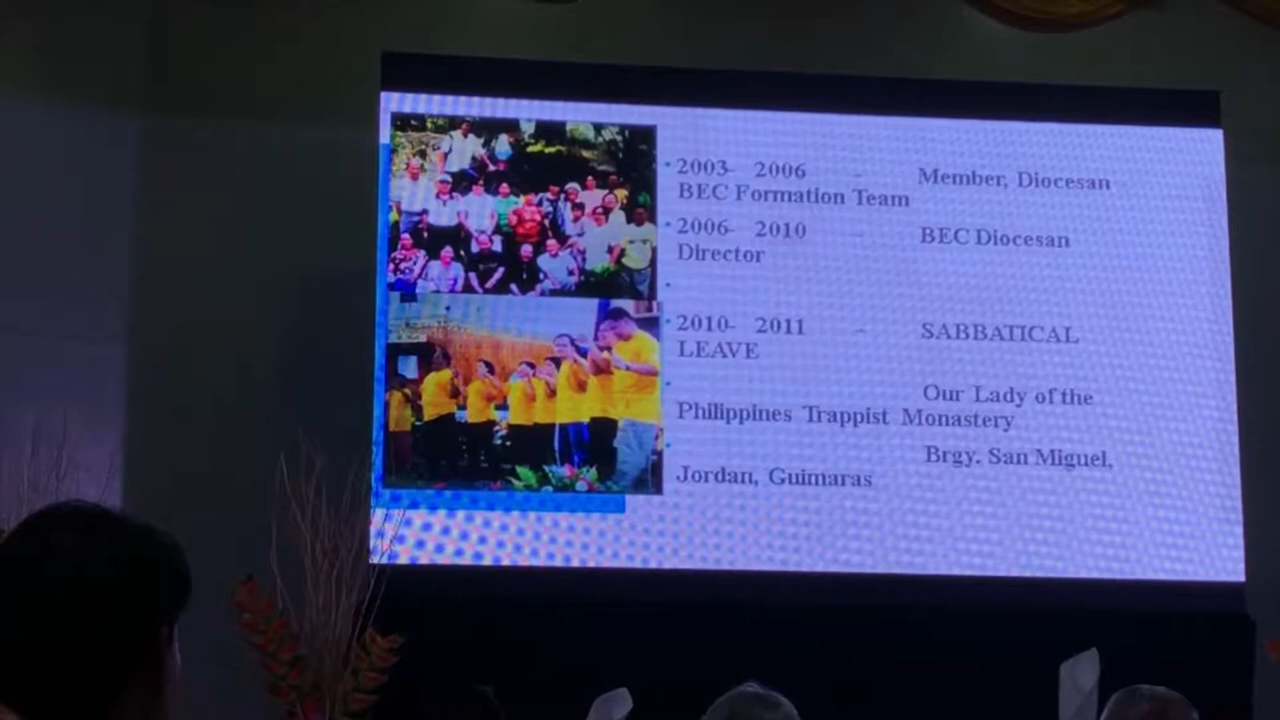 • 2003- 2006 - Member, Diocesan
BEC Formation Team
• 2006- 2010 - BEC Diocesan
Director
•
• 2010- 2011 - SABBATICAL
LEAVE
• Our Lady of the
Philippines Trappist Monastery
• Brgy. San Miguel,
Jordan, Guimaras